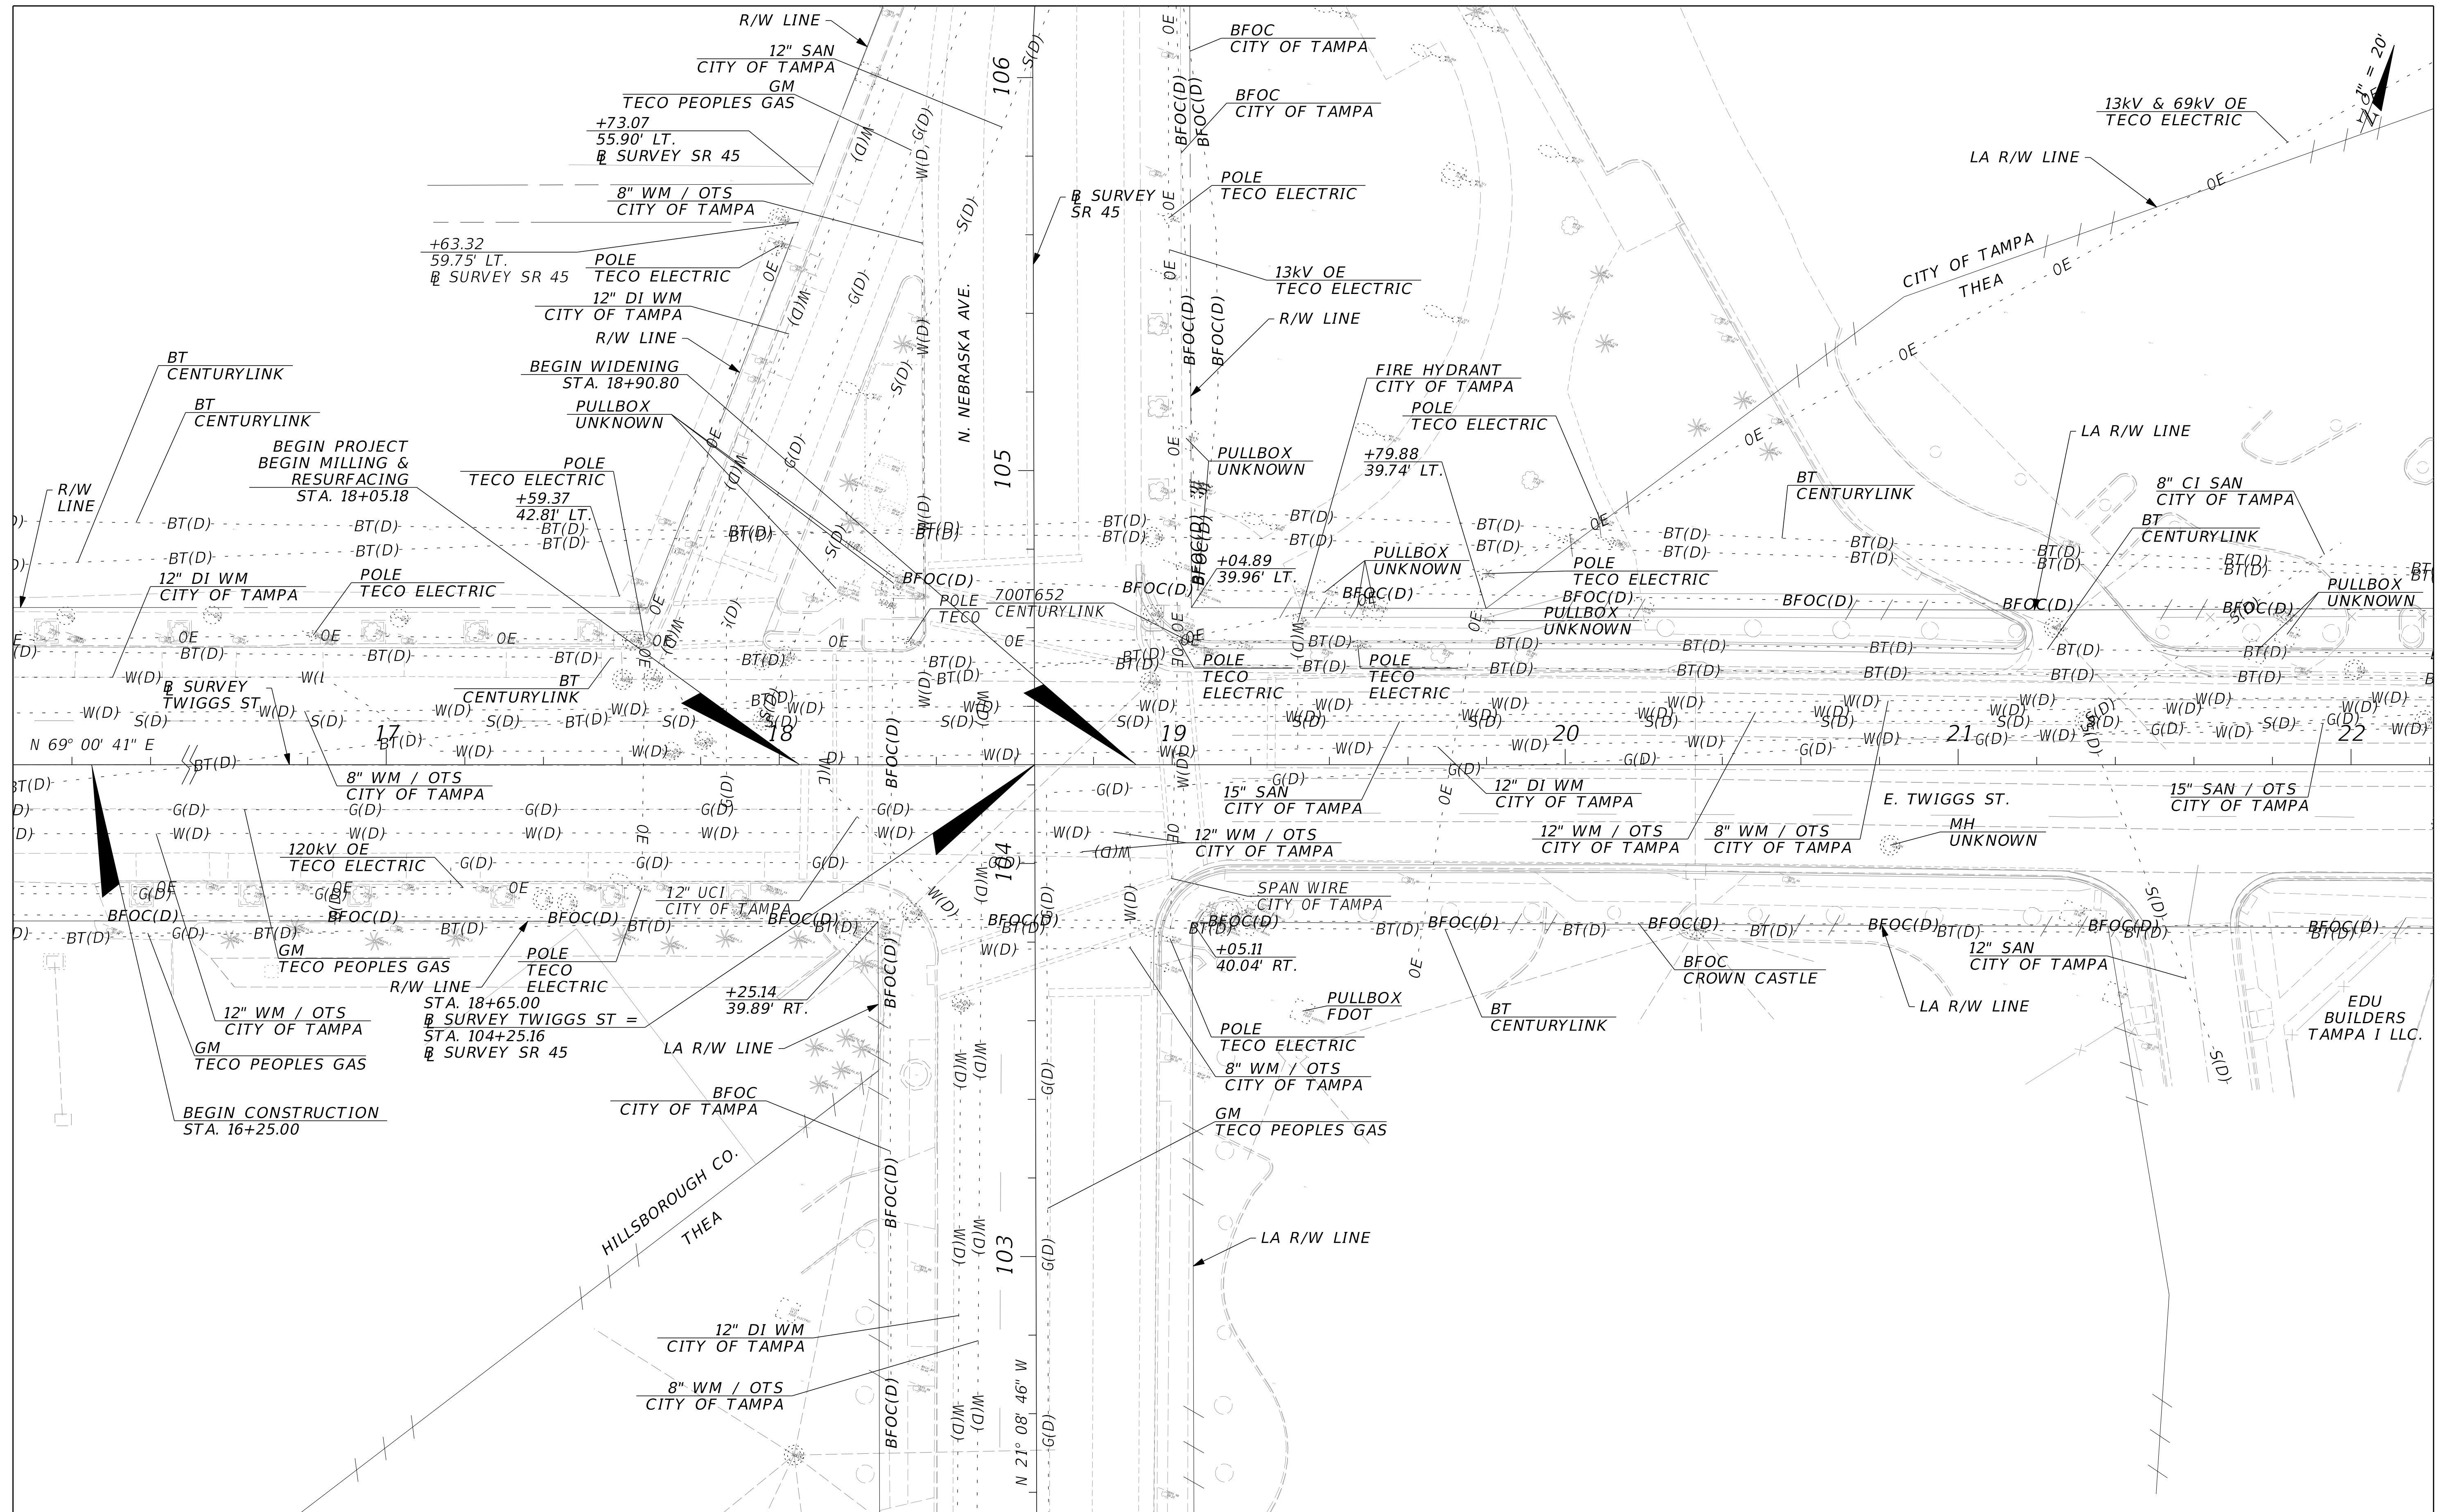 R/W LINE
12" SAN
CITY OF TAMPA
GM
TECO PEOPLES GAS
+73.07
55.90' LT.
BL SURVEY SR 45
8" WM / OTS
CITY OF TAMPA
+63.32
59.75' LT.
BL SURVEY SR 45
POLE
TECO ELECTRIC
12" DI WM
CITY OF TAMPA
R/W LINE
BEGIN WIDENING
STA. 18+90.80
PULLBOX
UNKNOWN
BT
CENTURYLINK
BT
CENTURYLINK
BEGIN PROJECT
BEGIN MILLING &
RESURFACING
STA. 18+05.18
POLE
TECO ELECTRIC
+59.37
42.81' LT.
R/W
LINE
12" DI WM
CITY OF TAMPA
POLE
TECO ELECTRIC
106
105
104
103
N. NEBRASKA AVE.
BL SURVEY
SR 45
BFOC
CITY OF TAMPA
BFOC
CITY OF TAMPA
POLE
TECO ELECTRIC
13kV OE
TECO ELECTRIC
R/W LINE
FIRE HYDRANT
CITY OF TAMPA
POLE
TECO ELECTRIC
PULLBOX
UNKNOWN
+79.88
39.74' LT.
13kV & 69kV OE
TECO ELECTRIC
1" = 20'
LA R/W LINE
CITY OF TAMPA
THEA
LA R/W LINE
BT
CENTURYLINK
8" CI SAN
CITY OF TAMPA
BT
CENTURYLINK
PULLBOX
UNKNOWN
+04.89
39.96' LT.
PULLBOX
UNKNOWN
POLE
TECO ELECTRIC
PULLBOX
UNKNOWN
POLE
TECO
700T652
CENTURYLINK
POLE
TECO
ELECTRIC
POLE
TECO
ELECTRIC
BL SURVEY
TWIGGS ST
BT
CENTURYLINK
N 69° 00' 41" E
17
18
19
20
21
22
8" WM / OTS
CITY OF TAMPA
15" SAN
CITY OF TAMPA
12" DI WM
CITY OF TAMPA
E. TWIGGS ST.
15" SAN / OTS
CITY OF TAMPA
120kV OE
TECO ELECTRIC
12" WM / OTS
CITY OF TAMPA
12" WM / OTS
CITY OF TAMPA
8" WM / OTS
CITY OF TAMPA
MH
UNKNOWN
12" UCI
CITY OF TAMPA
SPAN WIRE
CITY OF TAMPA
GM
TECO PEOPLES GAS
R/W LINE
POLE
TECO
ELECTRIC
+25.14
39.89' RT.
+05.11
40.04' RT.
BFOC
CROWN CASTLE
12" SAN
CITY OF TAMPA
12" WM / OTS
CITY OF TAMPA
STA. 18+65.00
BL SURVEY TWIGGS ST =
STA. 104+25.16
BL SURVEY SR 45
LA R/W LINE
PULLBOX
FDOT
BT
CENTURYLINK
LA R/W LINE
EDU
BUILDERS
TAMPA I LLC.
GM
TECO PEOPLES GAS
POLE
TECO ELECTRIC
8" WM / OTS
CITY OF TAMPA
BEGIN CONSTRUCTION
STA. 16+25.00
BFOC
CITY OF TAMPA
GM
TECO PEOPLES GAS
HILLSBOROUGH CO.
THEA
LA R/W LINE
12" DI WM
CITY OF TAMPA
8" WM / OTS
CITY OF TAMPA
N 21° 08' 46" W
BT(D)
W(D)
S(D)
G(D)
BFOC(D)
OE